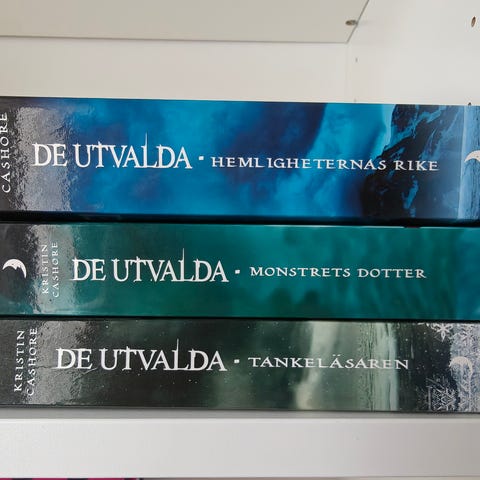 CASHORE
DE UTVALDA · HEMLIGHETERNAS RIKE
KRISTIN
CASHORE
DE UTVALDA · MONSTRETS DOTTER
KRISTIN
CASHORE
DE UTVALDA · TANKELÄSAREN